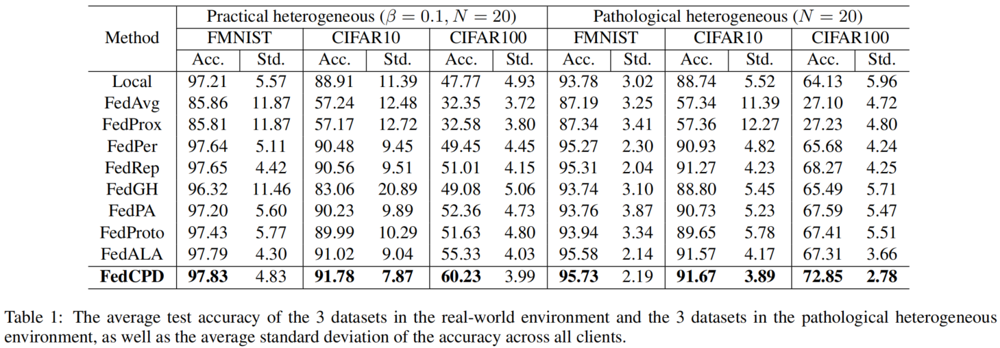 Method Practical heterogeneous (β = 0.1, N = 20) Pathological heterogeneous (N = 20)
FMNIST CIFAR10 CIFAR100 FMNIST CIFAR10 CIFAR100
Acc. Std. Acc. Std. Acc. Std. Acc. Std. Acc. Std. Acc. Std.
Local 97.21 5.57 88.91 11.39 47.77 4.93 93.78 3.02 88.74 5.52 64.13 5.96
FedAvg 85.86 11.87 57.24 12.48 32.35 3.72 87.19 3.25 57.34 11.39 27.10 4.72
FedProx 85.81 11.87 57.17 12.72 32.58 3.80 87.34 3.41 57.36 12.27 27.23 4.80
FedPer 97.64 5.11 90.48 9.45 49.45 4.45 95.27 2.30 90.93 4.82 65.68 4.24
FedRep 97.65 4.42 90.56 9.51 51.01 4.15 95.31 2.04 91.27 4.23 68.27 4.25
FedGH 96.32 11.46 83.06 20.89 49.08 5.06 93.74 3.10 88.80 5.45 65.49 5.71
FedPA 97.20 5.60 90.23 9.89 52.36 4.73 93.76 3.87 90.73 5.23 67.59 5.47
FedProto 97.43 5.77 89.99 10.29 51.63 4.80 93.94 3.34 89.65 5.78 67.41 5.51
FedALA 97.79 4.30 91.02 9.04 55.33 4.03 95.58 2.14 91.57 4.17 67.31 3.66
FedCPD 97.83 4.83 91.78 7.87 60.23 3.99 95.73 2.19 91.67 3.89 72.85 2.78
Table 1: The average test accuracy of the 3 datasets in the real-world environment and the 3 datasets in the pathological heterogeneous
environment, as well as the average standard deviation of the accuracy across all clients.